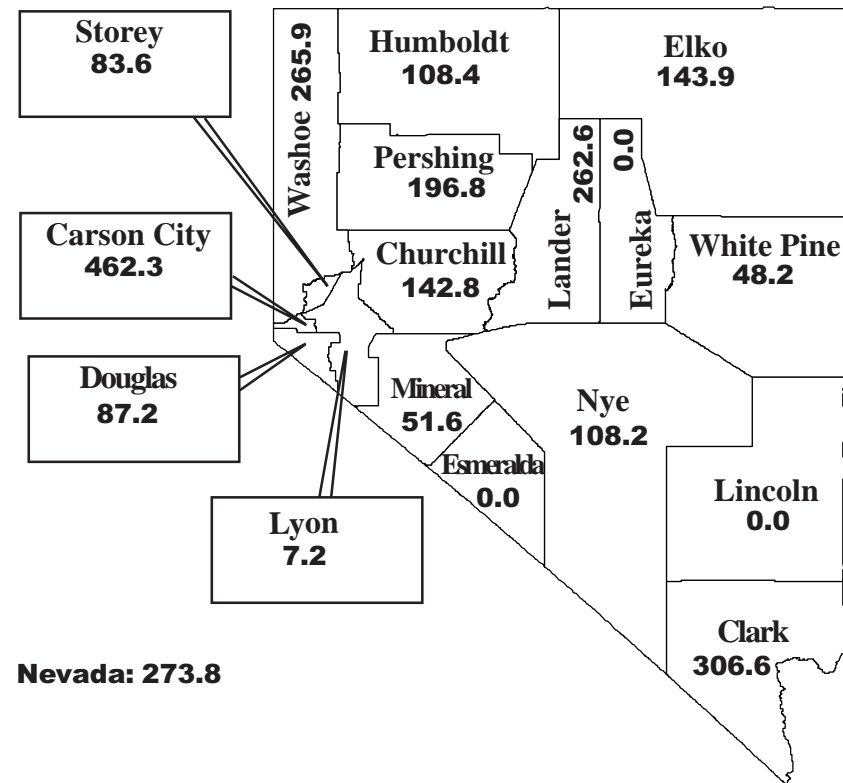 Storey
83.6
Washoe 265.9
Humboldt
108.4
Elko
143.9
Pershing
196.8
Lander 262.6
Eureka 0.0
Carson City
462.3
Churchill
142.8
White Pine
48.2
Douglas
87.2
Mineral
51.6
Nye
108.2
Esmeralda
0.0
Lincoln
0.0
Lyon
7.2
Clark
306.6
Nevada: 273.8